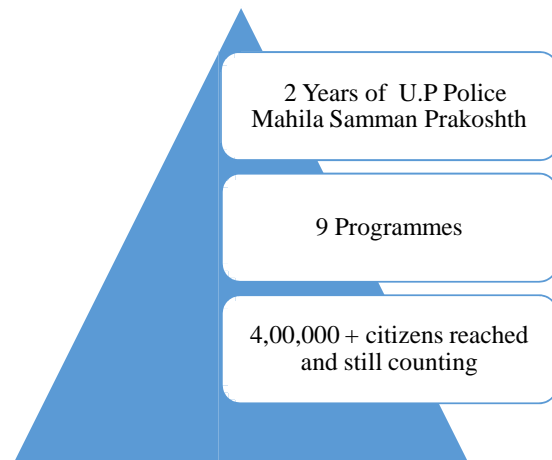 2 Years of U.P Police
Mahila Samman Prakoshth
9 Programmes
4,00,000 + citizens reached
and still counting